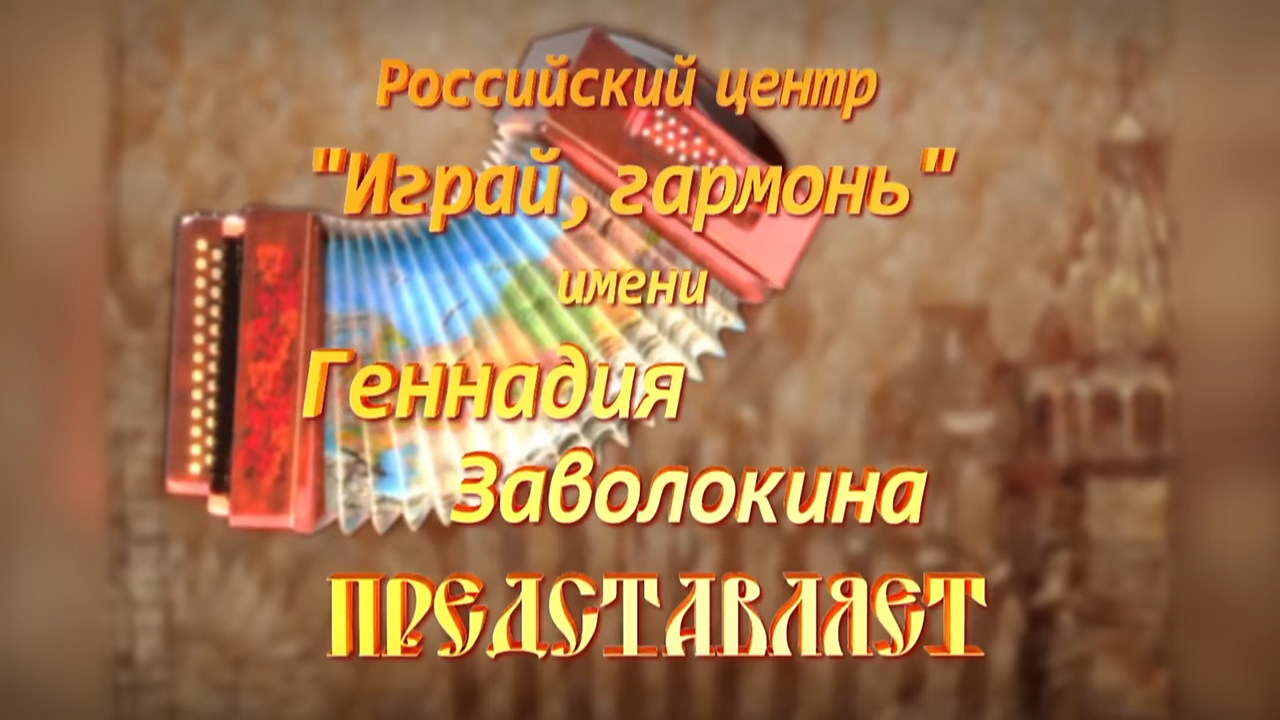 Российский центр
"Играй, гармонь"
имени
Геннадия
Заволокина
ПРЕДСТАВЛЯЕТ